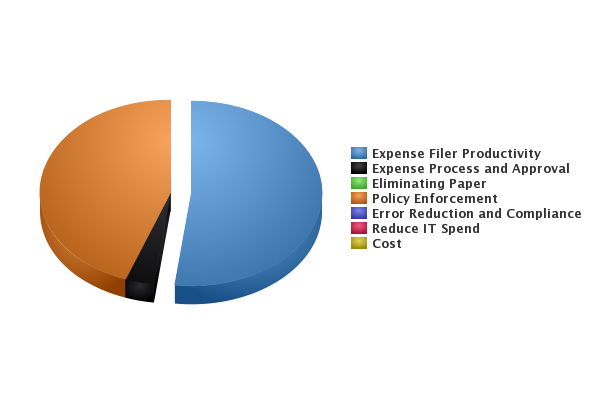 Expense Filer Productivity
Expense Process and Approval
Eliminating Paper
Policy Enforcement
Error Reduction and Compliance
Reduce IT Spend
Cost